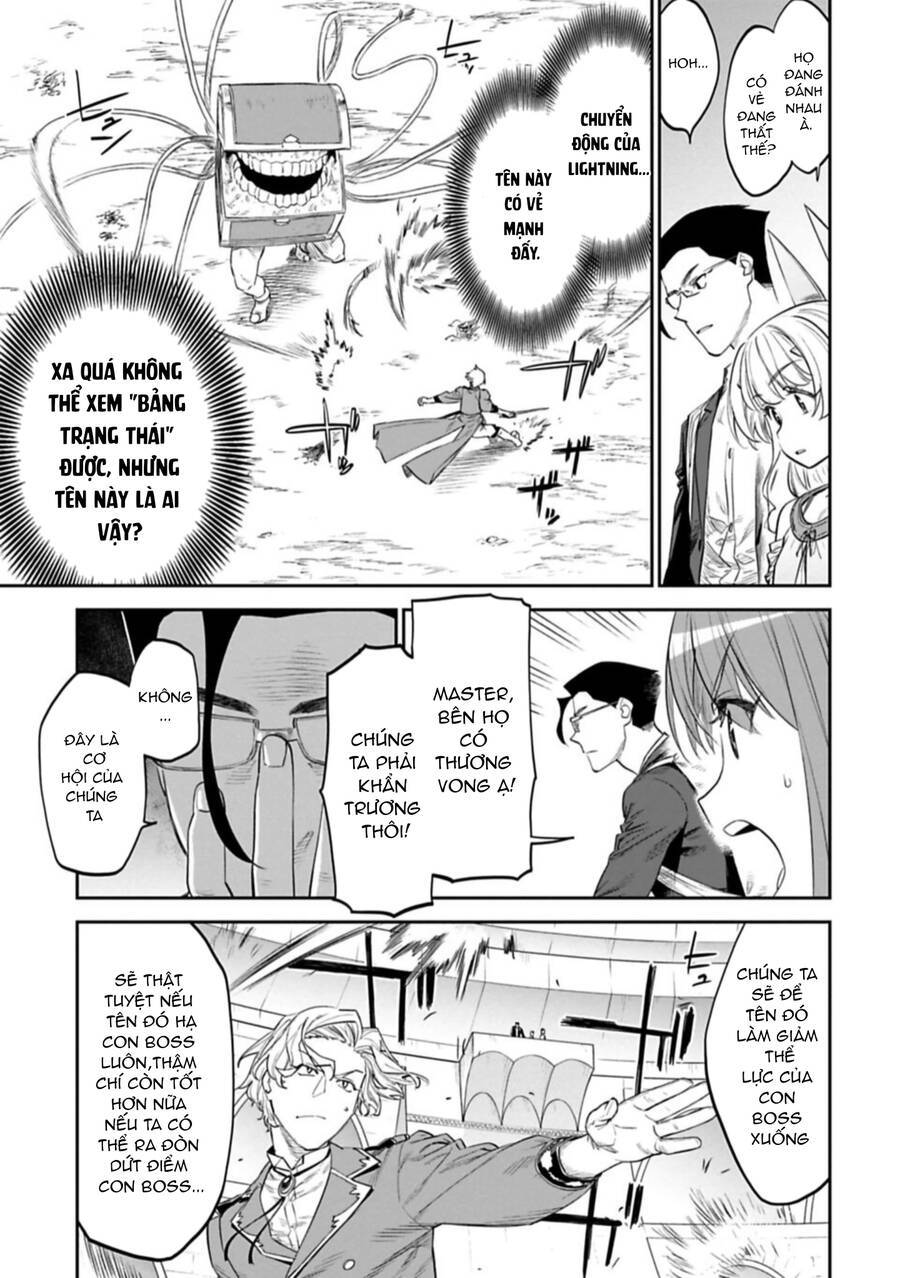 HỌ
ĐANG
ĐÁNH
NHAU
À.
CÓ
VẺ
ĐANG
THẤT
THẾ?
HOH...
CHUYỂN
ĐỘNG CỦA
LIGHTNING...
TÊN NÀY
CÓ VẺ
MẠNH
ĐẤY.
XA QUÁ KHÔNG
THỂ XEM "BẢNG
TRẠNG THÁI"
ĐƯỢC, NHƯNG
TÊN NÀY LÀ AI
VẬY?
MASTER,
BÊN HỌ
CÓ
THƯƠNG
VONG Ạ!
CHÚNG
TA PHẢI
KHẨN
TRƯƠNG
THÔI!
KHÔNG
...
ĐÂY LÀ
CƠ
HỘI CỦA
CHÚNG
TA
CHÚNG TA
SẼ ĐỂ
TÊN ĐÓ
LÀM GIẢM
THỂ
LỰC CỦA
CON
BOSS
XUỐNG
SẼ THẬT
TUYỆT NẾU
TÊN ĐÓ HẠ
CON BOSS
LUÔN,THẬM
CHÍ CÒN TỐT
HƠN NỮA
NẾU TA CÓ
THỂ RA ĐÒN
DỨT ĐIỂM
CON BOSS...